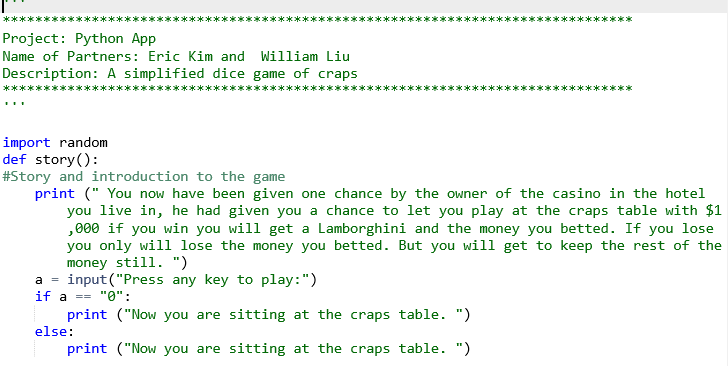 '''
******************************************************************************
Project: Python App
Name of Partners: Eric Kim and  William Liu
Description: A simplified dice game of craps
******************************************************************************
'''
import random
def story():
#Story and introduction to the game
    print (" You now have been given one chance by the owner of the casino in the hotel
        you live in, he had given you a chance to let you play at the craps table with $1
        ,000 if you win you will get a Lamborghini and the money you betted. If you lose
        you only will lose the money you betted. But you will get to keep the rest of the
        money still. ")
    a = input("Press any key to play:")
    if a == "0":
        print ("Now you are sitting at the craps table. ")
    else:
        print ("Now you are sitting at the craps table. ")